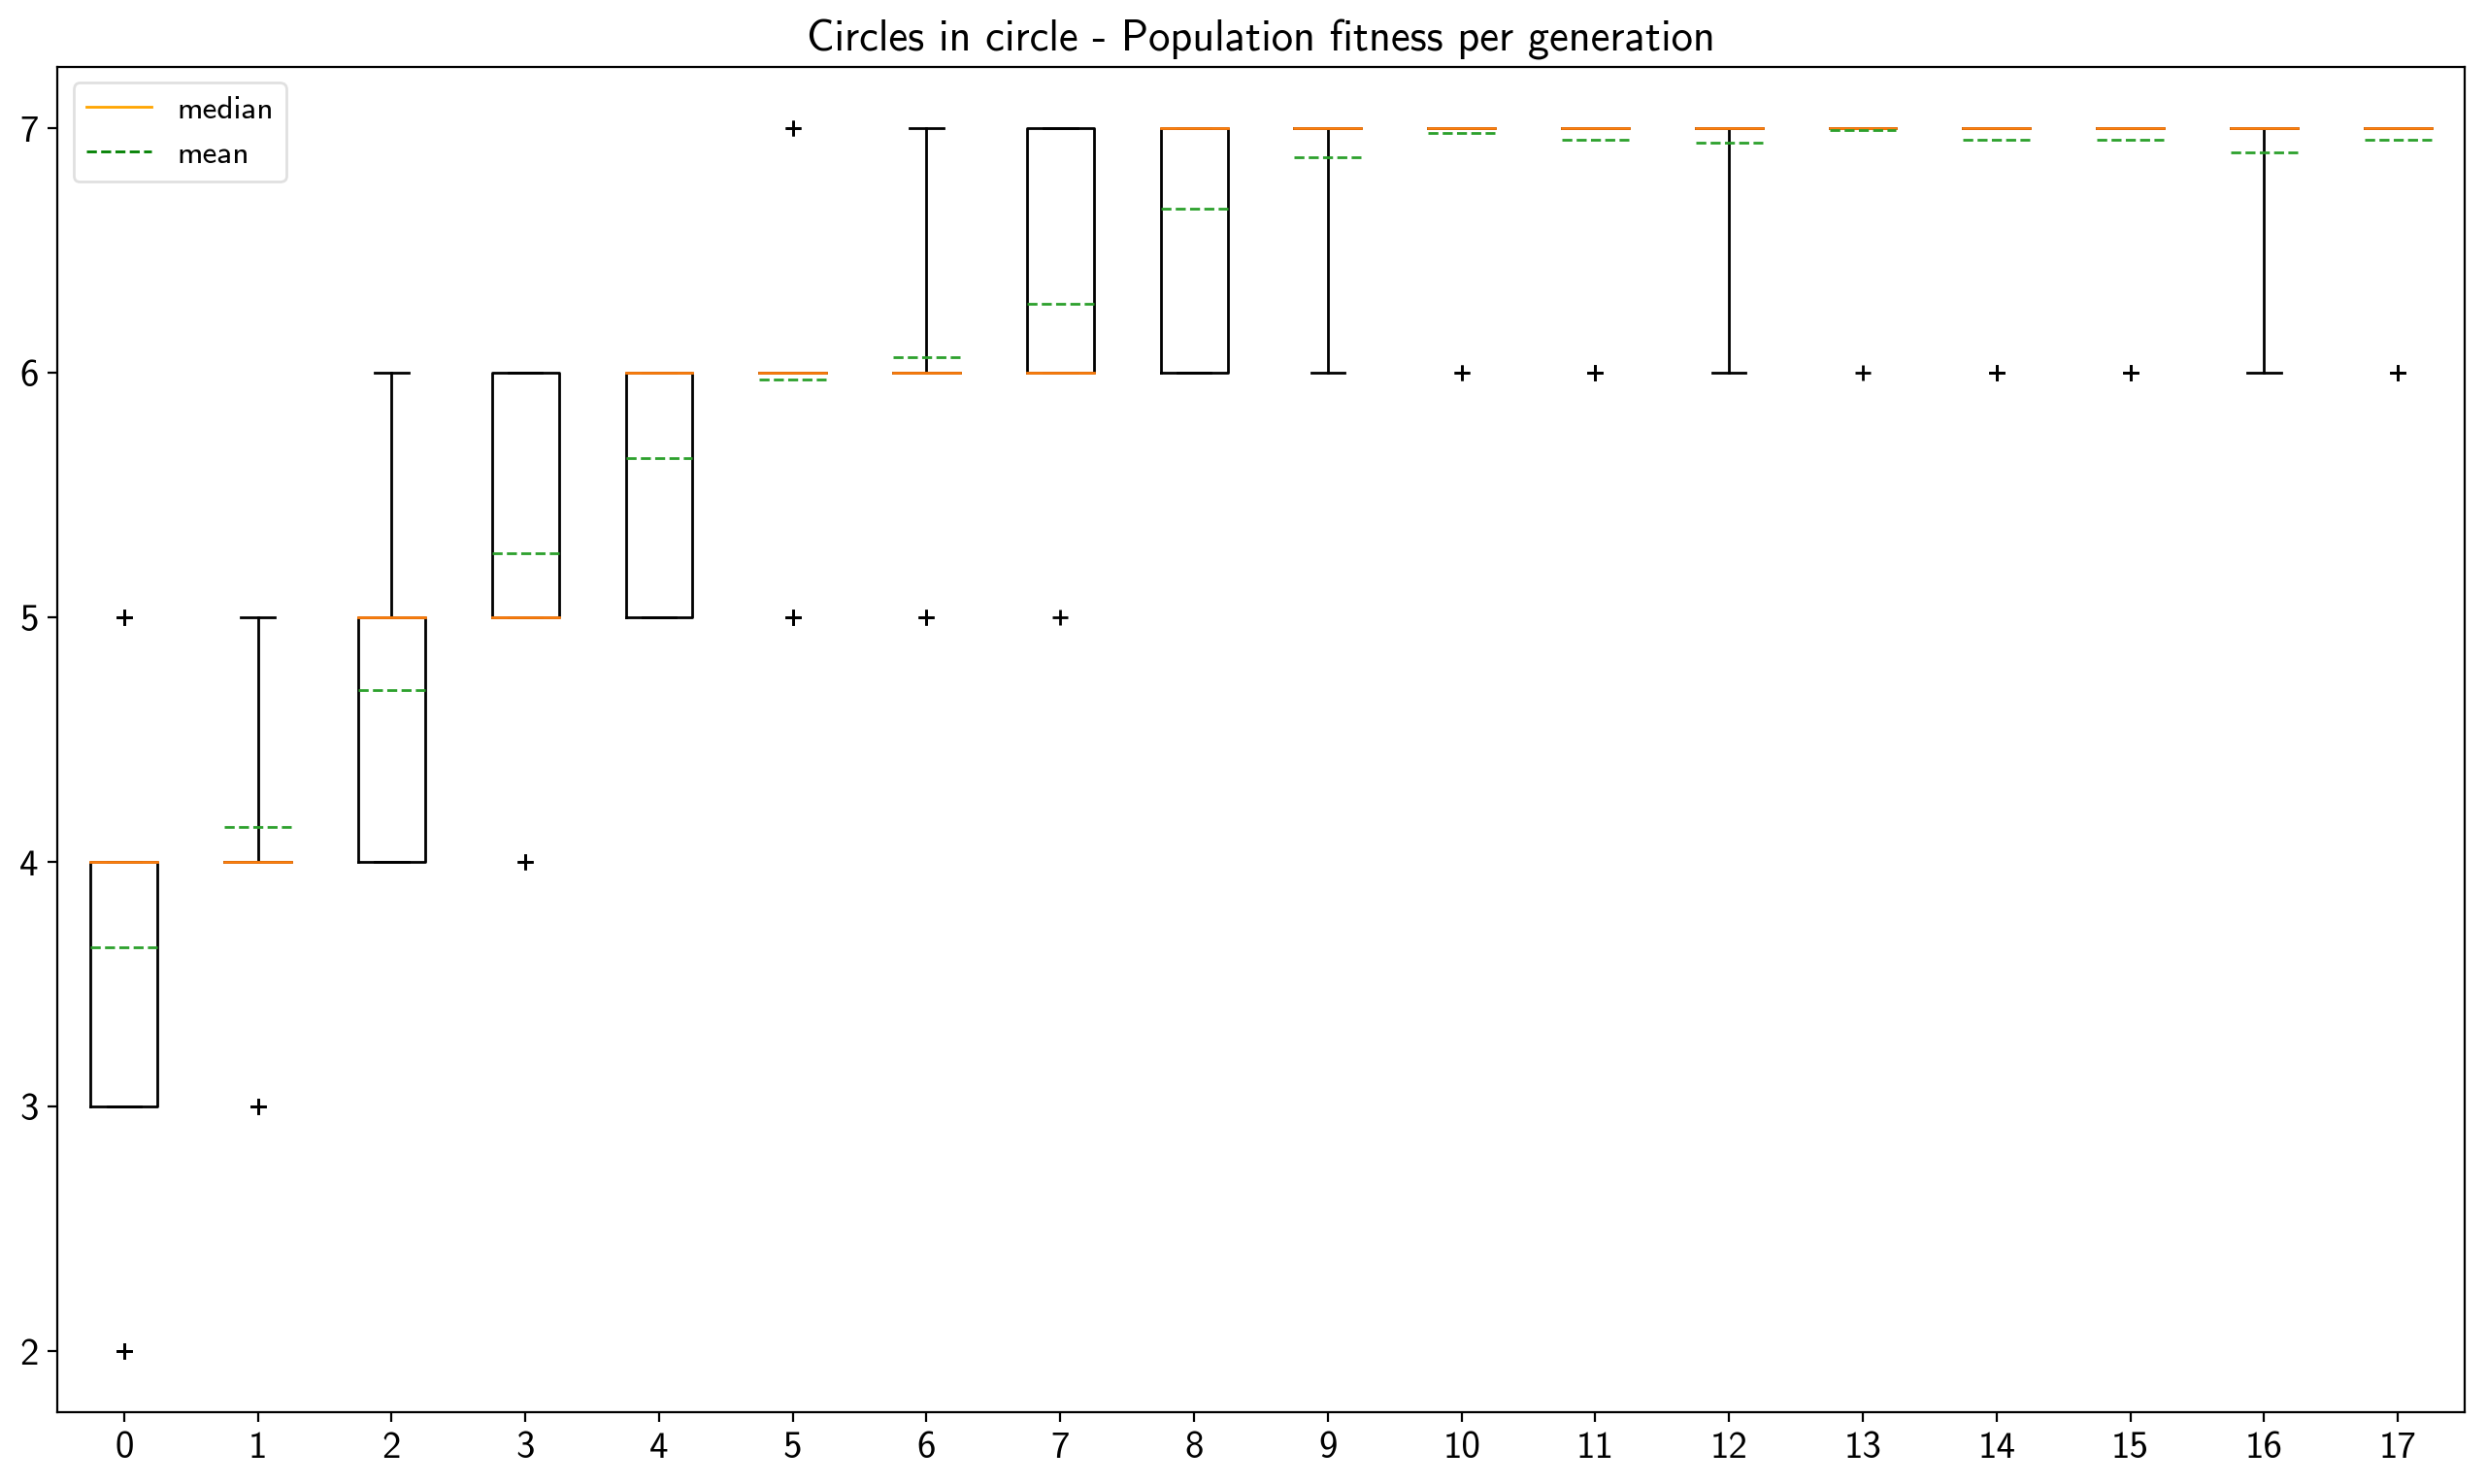 Circles in circle - Population fitness per generation
median
mean
7
6
5
4
3
2
0 1 2 3 4 5 6 7 8 9 10 11 12 13 14 15 16 17